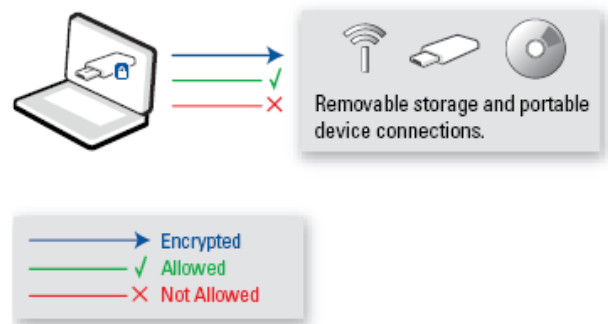 Removable storage and portable
device connections.
Encrypted
Allowed
Not Allowed